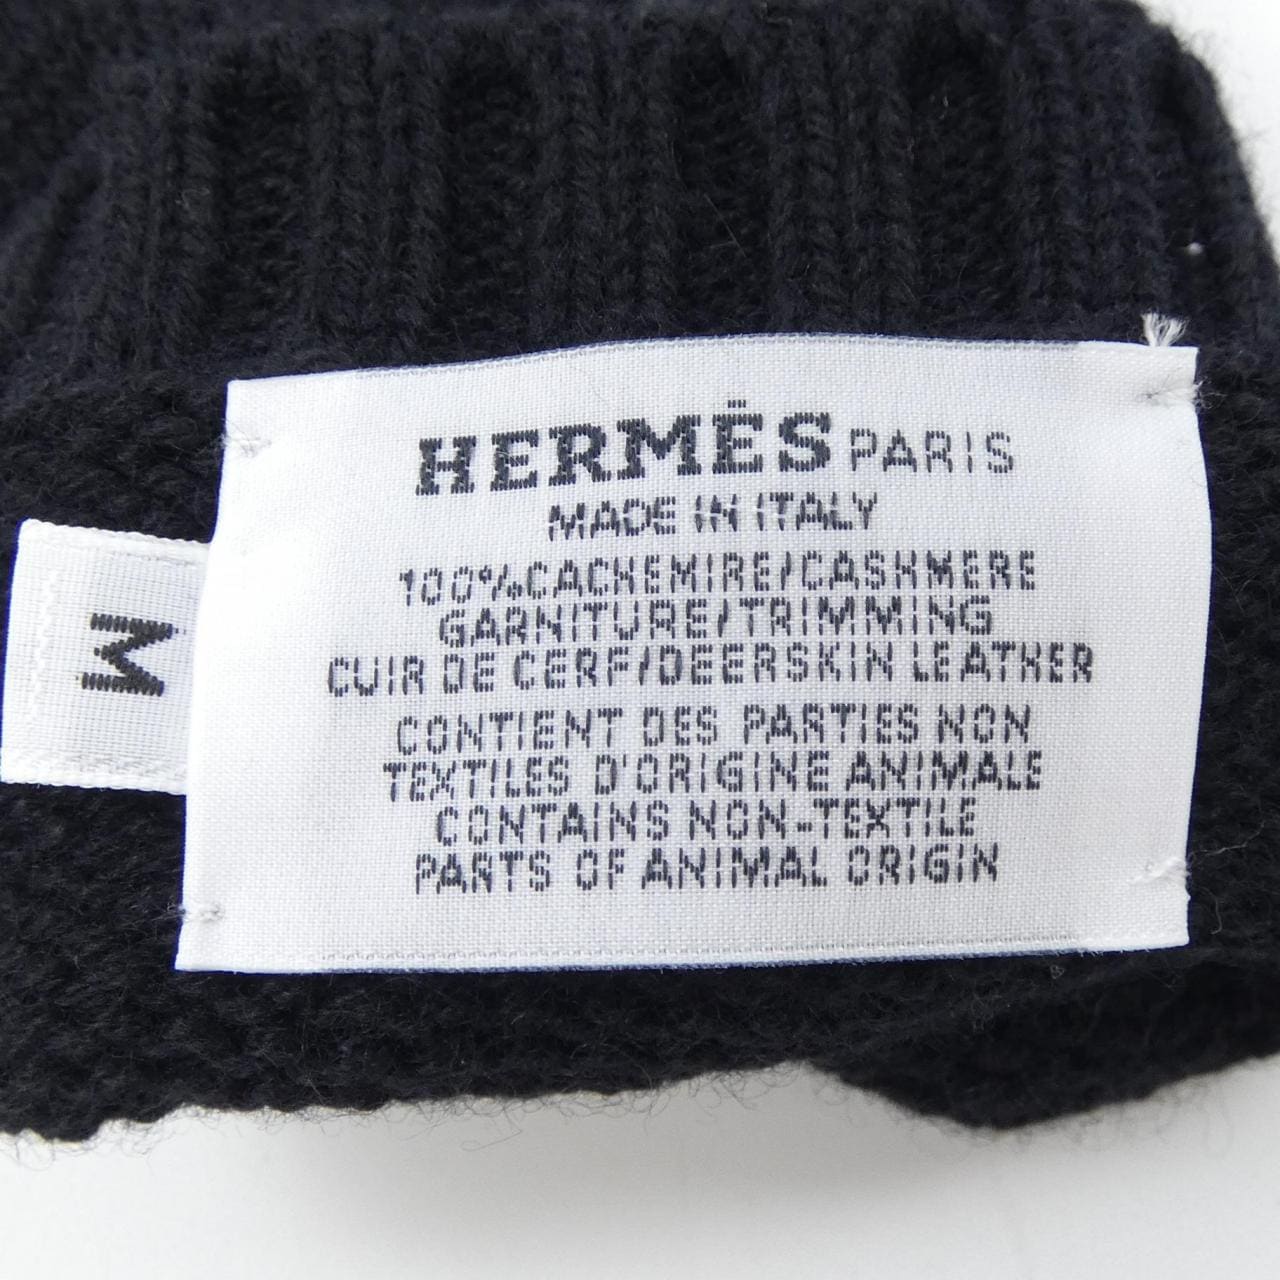 HERMÈS PARIS
MADE IN ITALY
100%CACHEMIRE/CASHMERE
GARNITURE/TRIMMING
CUIR DE CERF/DEERSKIN LEATHER
CONTIENT DES PARTIES NON
TEXTILES D'ORIGINE ANIMALE
CONTAINS NON-TEXTILE
PARTS OF ANIMAL ORIGIN
M